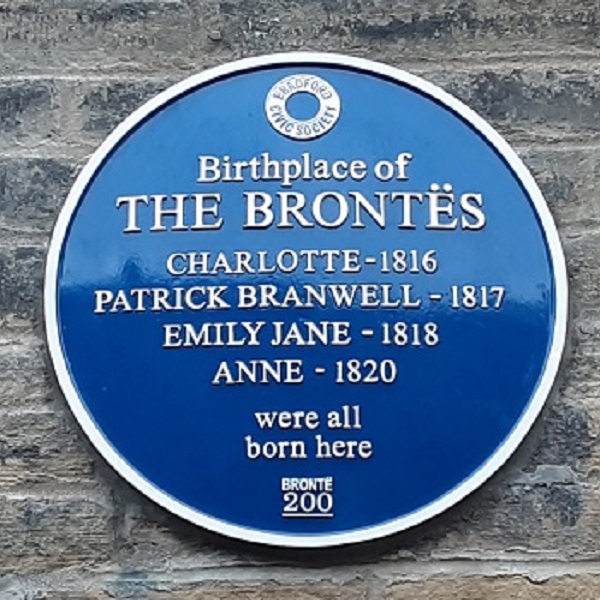 BRADFORD
CIVIC SOCIETY
Birthplace of
THE BRONTËS
CHARLOTTE-1816
PATRICK BRANWELL - 1817
EMILY JANE - 1818
ANNE - 1820
were all
born here
BRONTË
200